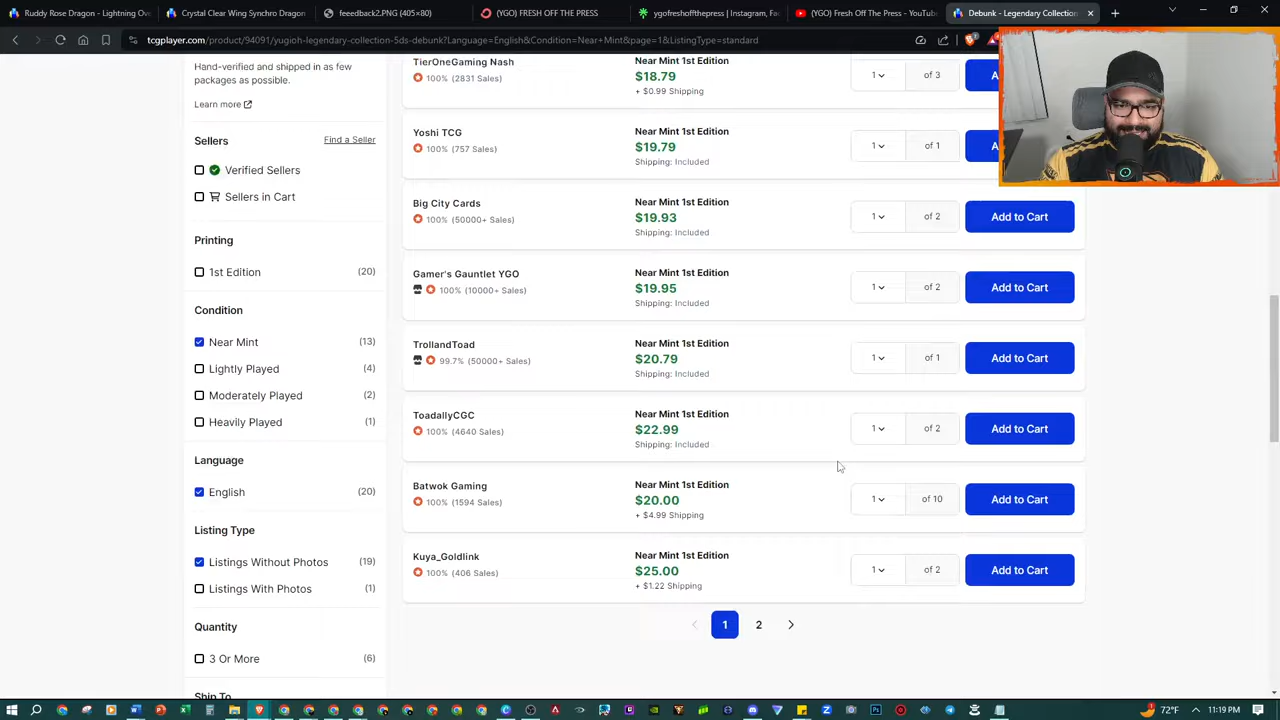 Ruddy Rose Dragon - Lightning Ov
Crystal Clear Wing Synchro Dragon
feeedback2.PNG (405×80)
(YGO) FRESH OFF THE PRESS
ygofreshoffthepress | Instagram, Fac
(YGO) Fresh Off The Press - YouTube
Debunk - Legendary Collection
tcgplayer.com/product/94091/yugioh-legendary-collection-5ds-debunk?Language=English&Condition=Near+Mint&page=1&ListingType=standard
Hand-verified and shipped in as few
packages as possible.
Learn more
Sellers
Find a Seller
Verified Sellers
Sellers in Cart
Printing
1st Edition (20)
Condition
Near Mint (13)
Lightly Played (4)
Moderately Played (2)
Heavily Played (1)
Language
English (20)
Listing Type
Listings Without Photos (19)
Listings With Photos (1)
Quantity
3 Or More (6)
Ship To
TierOneGaming Nash
100% (2831 Sales)
Near Mint 1st Edition
$18.79
+ $0.99 Shipping
1 of 3
A
Yoshi TCG
100% (757 Sales)
Near Mint 1st Edition
$19.79
Shipping: Included
1 of 1
A
Big City Cards
100% (50000+ Sales)
Near Mint 1st Edition
$19.93
Shipping: Included
1 of 2
Add to Cart
Gamer's Gauntlet YGO
100% (10000+ Sales)
Near Mint 1st Edition
$19.95
Shipping: Included
1 of 2
Add to Cart
TrollandToad
99.7% (50000+ Sales)
Near Mint 1st Edition
$20.79
Shipping: Included
1 of 1
Add to Cart
ToadallyCGC
100% (4640 Sales)
Near Mint 1st Edition
$22.99
Shipping: Included
1 of 2
Add to Cart
Batwok Gaming
100% (1594 Sales)
Near Mint 1st Edition
$20.00
+ $4.99 Shipping
1 of 10
Add to Cart
Kuya_Goldlink
100% (406 Sales)
Near Mint 1st Edition
$25.00
+ $1.22 Shipping
1 of 2
Add to Cart
1 2
72°F
11:19 PM